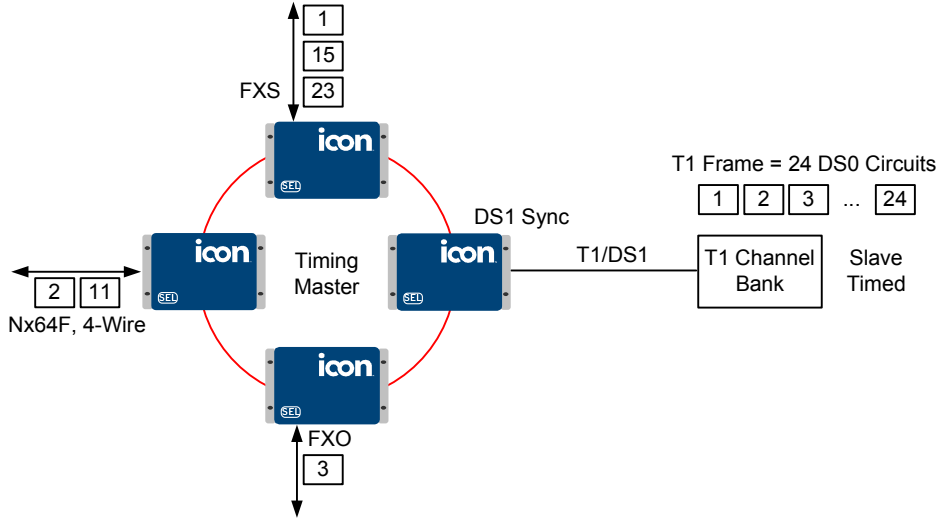 1
15
23
FXS
icon
SEL
T1 Frame = 24 DS0 Circuits
1 2 3 ... 24
DS1 Sync
icon
SEL
Timing
Master
icon
SEL
T1/DS1
T1 Channel
Bank
Slave
Timed
2 11
Nx64F, 4-Wire
icon
SEL
FXO
3